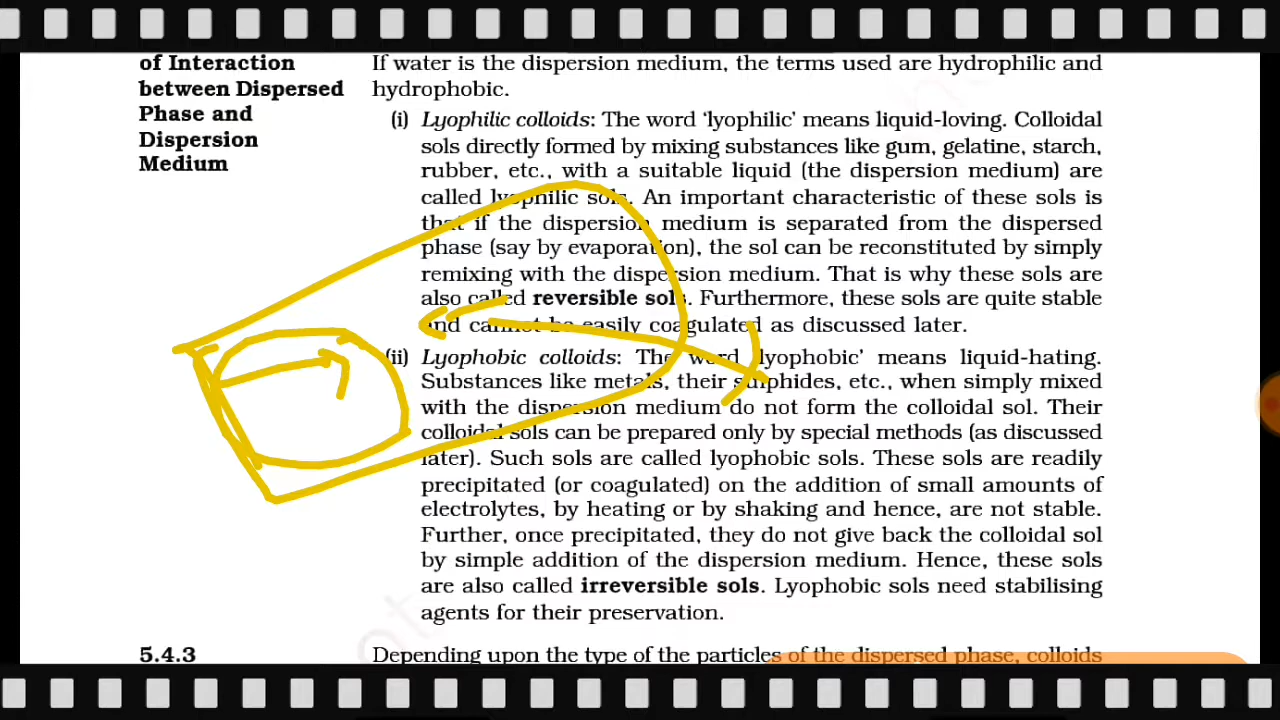 of Interaction
between Dispersed
Phase and
Dispersion
Medium
If water is the dispersion medium, the terms used are hydrophilic and
hydrophobic.
(i) Lyophilic colloids: The word ‘lyophilic’ means liquid-loving. Colloidal
sols directly formed by mixing substances like gum, gelatine, starch,
rubber, etc., with a suitable liquid (the dispersion medium) are
called lyophilic sols. An important characteristic of these sols is
that if the dispersion medium is separated from the dispersed
phase (say by evaporation), the sol can be reconstituted by simply
remixing with the dispersion medium. That is why these sols are
also called reversible sols. Furthermore, these sols are quite stable
and cannot be easily coagulated as discussed later.
(ii) Lyophobic colloids: The word ‘lyophobic’ means liquid-hating.
Substances like metals, their sulphides, etc., when simply mixed
with the dispersion medium do not form the colloidal sol. Their
colloidal sols can be prepared only by special methods (as discussed
later). Such sols are called lyophobic sols. These sols are readily
precipitated (or coagulated) on the addition of small amounts of
electrolytes, by heating or by shaking and hence, are not stable.
Further, once precipitated, they do not give back the colloidal sol
by simple addition of the dispersion medium. Hence, these sols
are also called irreversible sols. Lyophobic sols need stabilising
agents for their preservation.
5.4.3
Depending upon the type of the particles of the dispersed phase, colloids